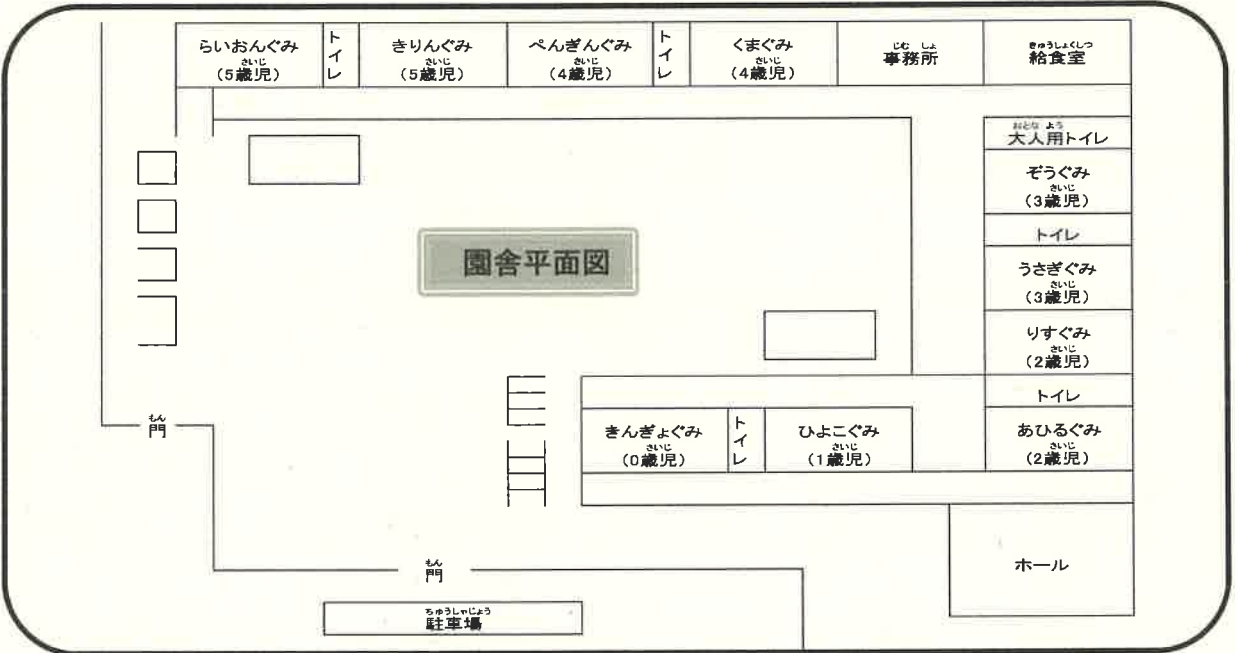 らいおんぐみ
さいじ
(5歳児)
トイレ
きりんぐみ
さいじ
(5歳児)
ぺんぎんぐみ
さいじ
(4歳児)
トイレ
くまぐみ
さいじ
(4歳児)
じむ しょ
事務所
きゅうしょくしつ
給食室
おとな よう
大人用トイレ
ぞうぐみ
さいじ
(3歳児)
トイレ
園舎平面図
うさぎぐみ
さいじ
(3歳児)
りすぐみ
さいじ
(2歳児)
トイレ
もん
門
きんぎょぐみ
さいじ
(0歳児)
トイレ
ひよこぐみ
さいじ
(1歳児)
あひるぐみ
さいじ
(2歳児)
もん
門
ホール
ちゅうしゃじょう
駐車場